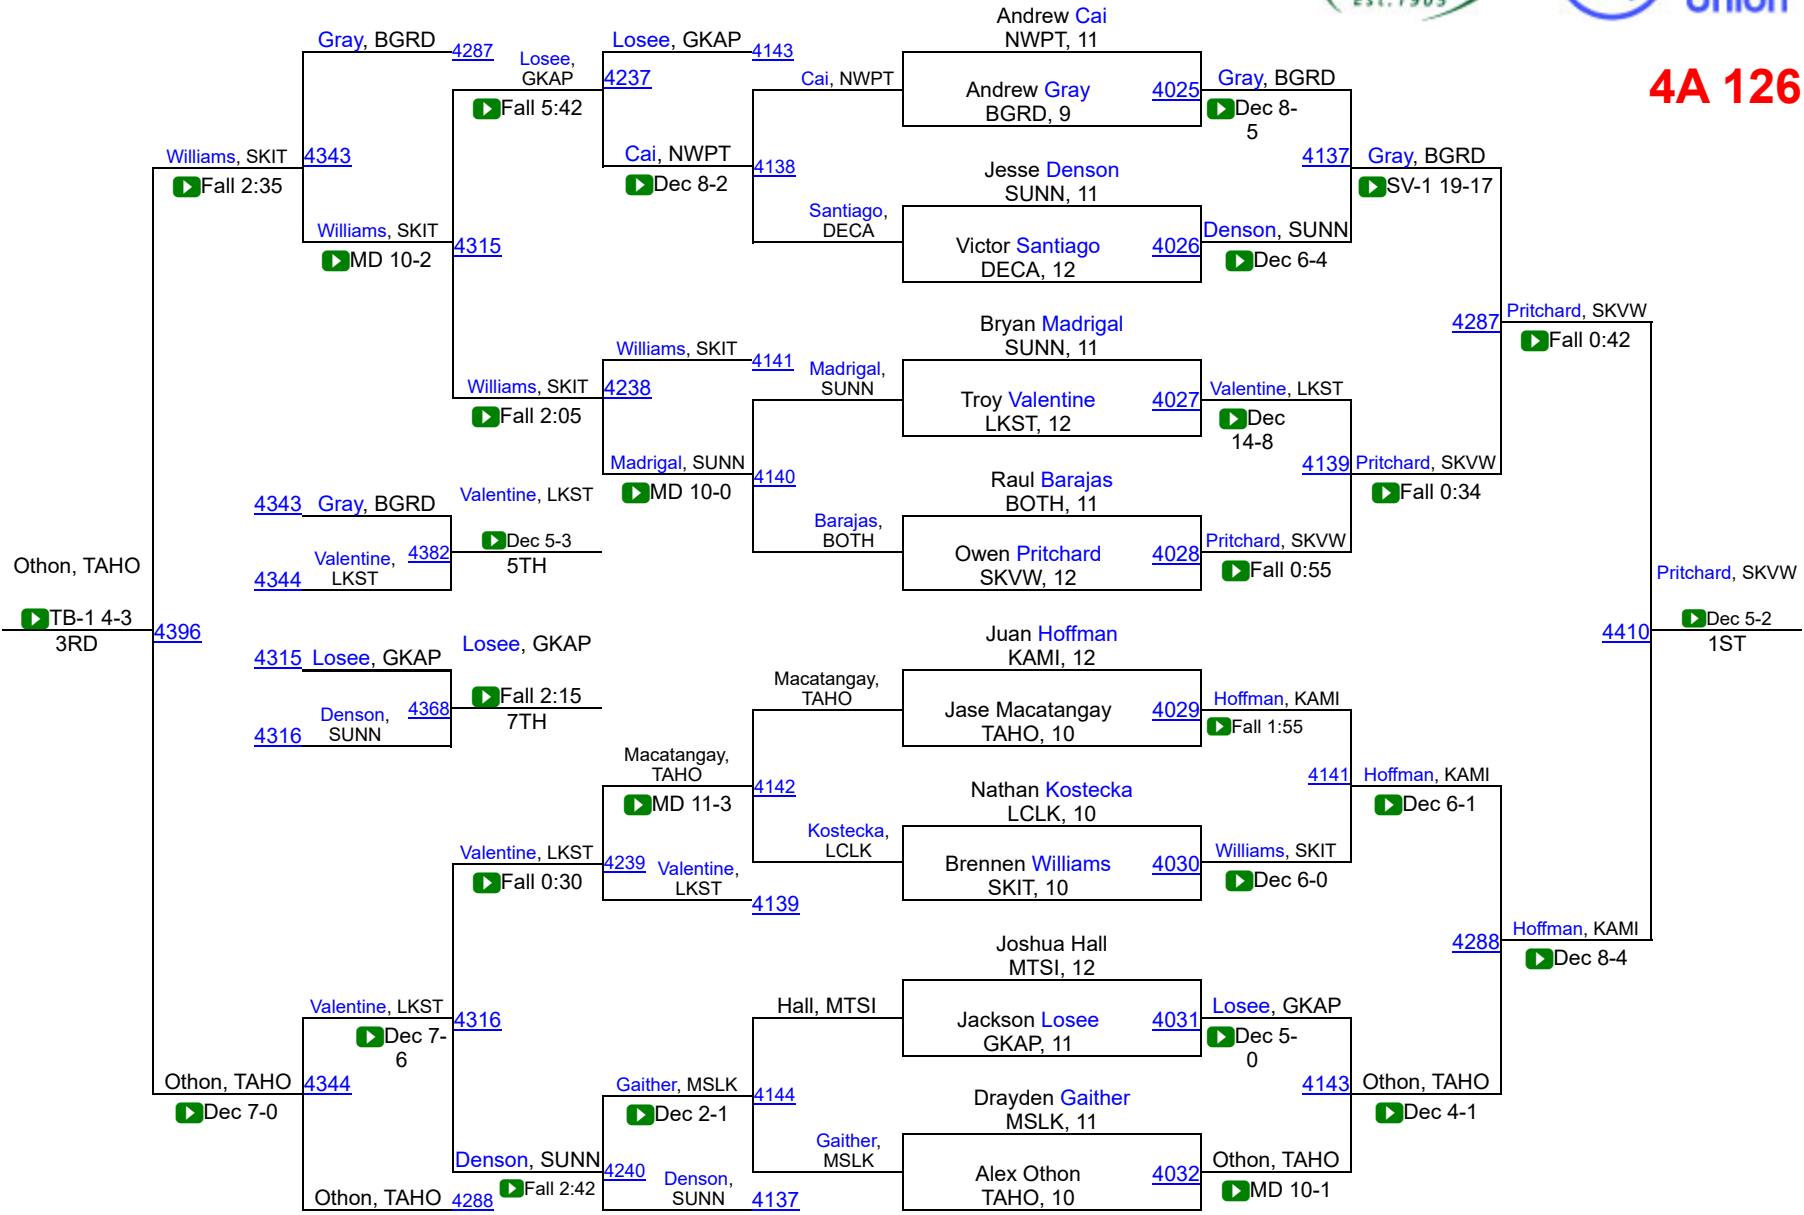 EST. 1905
Union
4A 126
Andrew Cai
NWPT, 11
Andrew Gray
BGRD, 9
4025
Gray, BGRD
Dec 8-
5
Jesse Denson
SUNN, 11
Victor Santiago
DECA, 12
4026
Denson, SUNN
Dec 6-4
4137
Gray, BGRD
SV-1 19-17
Bryan Madrigal
SUNN, 11
Troy Valentine
LKST, 12
4027
Valentine, LKST
Dec
14-8
Raul Barajas
BOTH, 11
Owen Pritchard
SKVW, 12
4028
Pritchard, SKVW
Fall 0:55
4139
Pritchard, SKVW
Fall 0:34
4287
Pritchard, SKVW
Fall 0:42
Juan Hoffman
KAMI, 12
Jase Macatangay
TAHO, 10
4029
Hoffman, KAMI
Fall 1:55
Nathan Kostecka
LCLK, 10
Brennen Williams
SKIT, 10
4030
Williams, SKIT
Dec 6-0
4141
Hoffman, KAMI
Dec 6-1
Joshua Hall
MTSI, 12
Jackson Losee
GKAP, 11
4031
Losee, GKAP
Dec 5-
0
Drayden Gaither
MSLK, 11
Alex Othon
TAHO, 10
4032
Othon, TAHO
MD 10-1
4143
Othon, TAHO
Dec 4-1
4288
Hoffman, KAMI
Dec 8-4
4410
Pritchard, SKVW
Dec 5-2
1ST
Cai, NWPT
Santiago,
DECA
4138
Cai, NWPT
Dec 8-2
Losee, GKAP
4143
4237
Losee,
GKAP
Fall 5:42
Madrigal,
SUNN
Barajas,
BOTH
4140
Madrigal, SUNN
MD 10-0
Williams, SKIT
4141
4238
Williams, SKIT
Fall 2:05
4315
Williams, SKIT
MD 10-2
Gray, BGRD
4287
4343
Williams, SKIT
Fall 2:35
4343
Gray, BGRD
4344
Valentine,
LKST
4382
Valentine, LKST
Dec 5-3
5TH
4315
Losee, GKAP
4316
Denson,
SUNN
4368
Losee, GKAP
Fall 2:15
7TH
Macatangay,
TAHO
Kostecka,
LCLK
4142
Macatangay,
TAHO
MD 11-3
Valentine,
LKST
4139
4239
Valentine, LKST
Fall 0:30
Hall, MTSI
Gaither,
MSLK
4144
Gaither, MSLK
Dec 2-1
Denson,
SUNN
4137
4240
Denson, SUNN
Fall 2:42
4316
Valentine, LKST
Dec 7-
6
Othon, TAHO
4288
4344
Othon, TAHO
Dec 7-0
4396
Othon, TAHO
TB-1 4-3
3RD